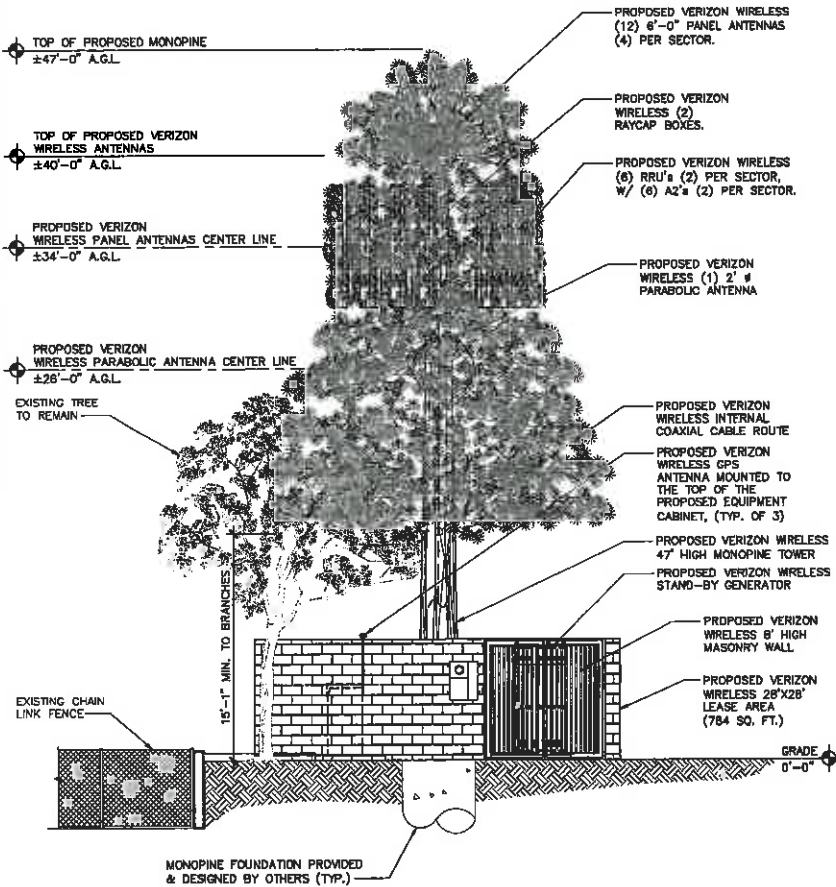 TOP OF PROPOSED MONOPINE
±47'-0" A.G.L.
TOP OF PROPOSED VERIZON
WIRELESS ANTENNAS
±40'-0" A.G.L.
PROPOSED VERIZON
WIRELESS PANEL ANTENNAS CENTER LINE
±34'-0" A.G.L.
PROPOSED VERIZON
WIRELESS PARABOLIC ANTENNA CENTER LINE
±26'-0" A.G.L.
EXISTING TREE
TO REMAIN
15'-1" MIN. TO BRANCHES
EXISTING CHAIN
LINK FENCE
MONOPINE FOUNDATION PROVIDED
& DESIGNED BY OTHERS (TYP.)
PROPOSED VERIZON WIRELESS
(12) 6'-0" PANEL ANTENNAS
(4) PER SECTOR.
PROPOSED VERIZON
WIRELESS (2)
RAYCAP BOXES.
PROPOSED VERIZON WIRELESS
(6) RRU's (2) PER SECTOR,
W/ (6) A2's (2) PER SECTOR.
PROPOSED VERIZON
WIRELESS (1) 2' ø
PARABOLIC ANTENNA
PROPOSED VERIZON
WIRELESS INTERNAL
COAXIAL CABLE ROUTE
PROPOSED VERIZON
WIRELESS GPS
ANTENNA MOUNTED TO
THE TOP OF THE
PROPOSED EQUIPMENT
CABINET, (TYP. OF 3)
PROPOSED VERIZON WIRELESS
47' HIGH MONOPINE TOWER
PROPOSED VERIZON WIRELESS
STAND-BY GENERATOR
PROPOSED VERIZON
WIRELESS 8' HIGH
MASONRY WALL
PROPOSED VERIZON
WIRELESS 28'X28'
LEASE AREA
(784 SQ. FT.)
GRADE
0'-0"